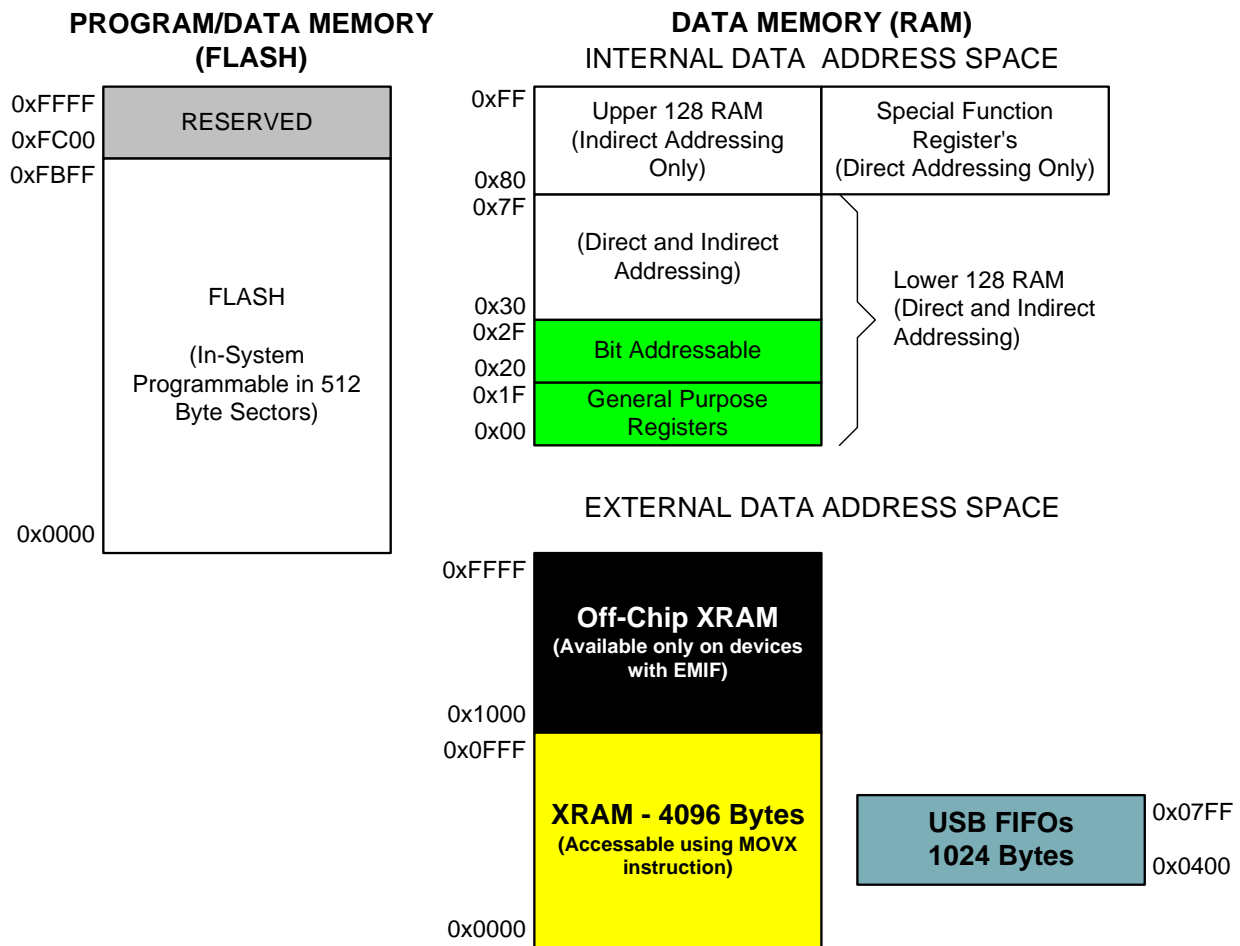 PROGRAM/DATA MEMORY
(FLASH)
0xFFFF
RESERVED
0xFC00
0xFBFF
FLASH
(In-System
Programmable in 512
Byte Sectors)
0x0000
DATA MEMORY (RAM)
INTERNAL DATA ADDRESS SPACE
0xFF
Upper 128 RAM
(Indirect Addressing
Only)
0x80
Special Function
Register's
(Direct Addressing Only)
0x7F
(Direct and Indirect
Addressing)
0x30
Lower 128 RAM
(Direct and Indirect
Addressing)
0x2F
Bit Addressable
0x20
0x1F
General Purpose
Registers
0x00
EXTERNAL DATA ADDRESS SPACE
0xFFFF
Off-Chip XRAM
(Available only on devices
with EMIF)
0x1000
0x0FFF
XRAM - 4096 Bytes
(Accessable using MOVX
instruction)
0x0000
USB FIFOs
1024 Bytes
0x07FF
0x0400